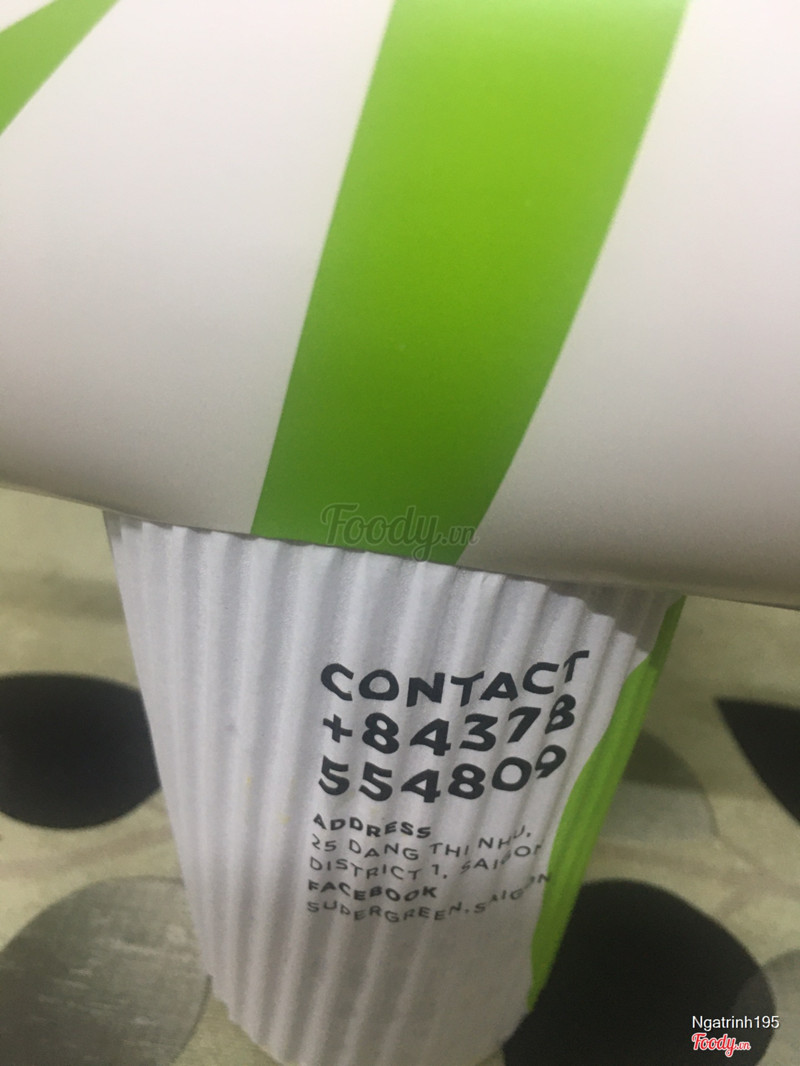 Foody.vn
CONTACT
+84378
554809
ADDRESS
25 DANG THI NHU,
DISTRICT 1, SAIGON
FACEBOOK
SUPERGREEN.SAIGON
Ngatrinh195
Foody.vn